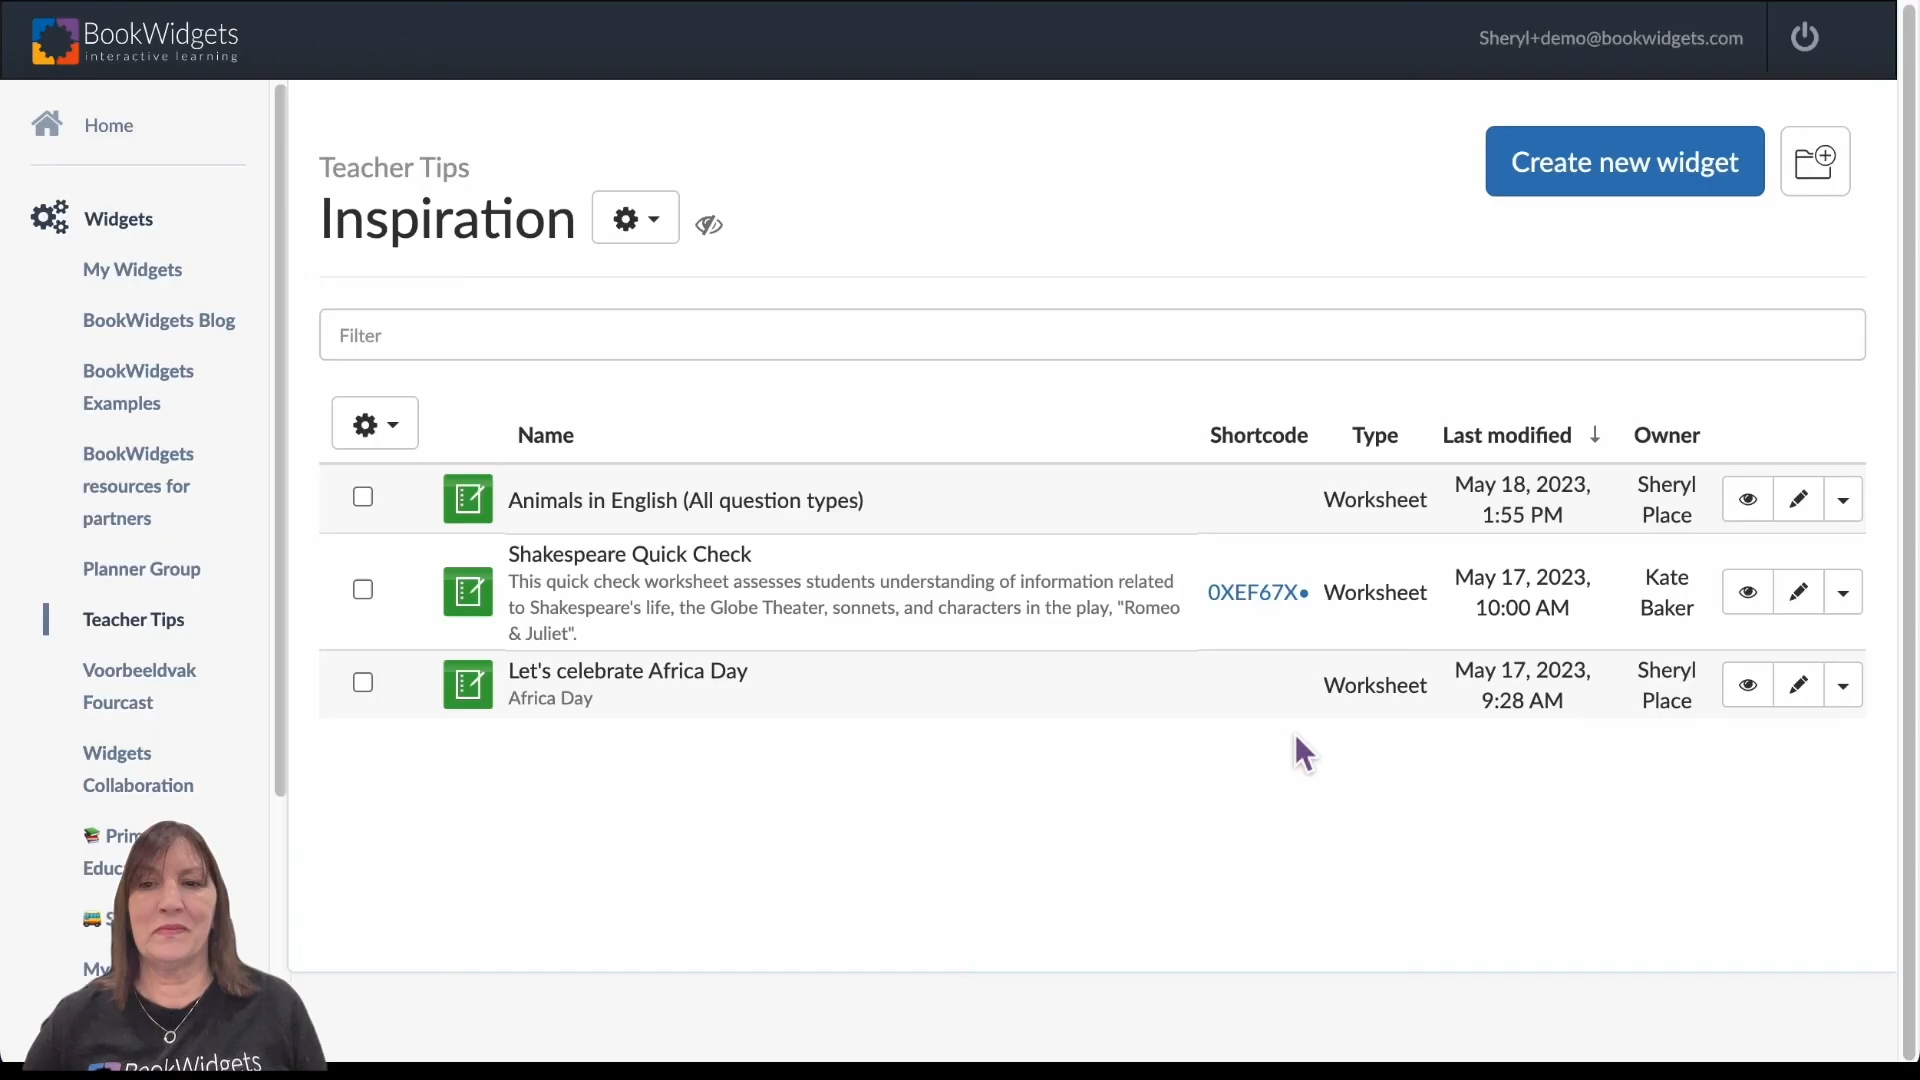 BookWidgets
interactive learning
Sheryl+demo@bookwidgets.com
Home
Widgets
My Widgets
BookWidgets Blog
BookWidgets
Examples
BookWidgets
resources for
partners
Planner Group
Teacher Tips
Voorbeeldvak
Fourcast
Widgets
Collaboration
Prim
Educ
S
My
BookWidgets
Teacher Tips
Inspiration
Create new widget
Filter
Name Shortcode Type Last modified ↓ Owner
Animals in English (All question types) Worksheet May 18, 2023, 1:55 PM Sheryl Place
Shakespeare Quick Check
This quick check worksheet assesses students understanding of information related
to Shakespeare's life, the Globe Theater, sonnets, and characters in the play, "Romeo
& Juliet".
0XEF67X• Worksheet May 17, 2023, 10:00 AM Kate Baker
Let's celebrate Africa Day
Africa Day
Worksheet May 17, 2023, 9:28 AM Sheryl Place